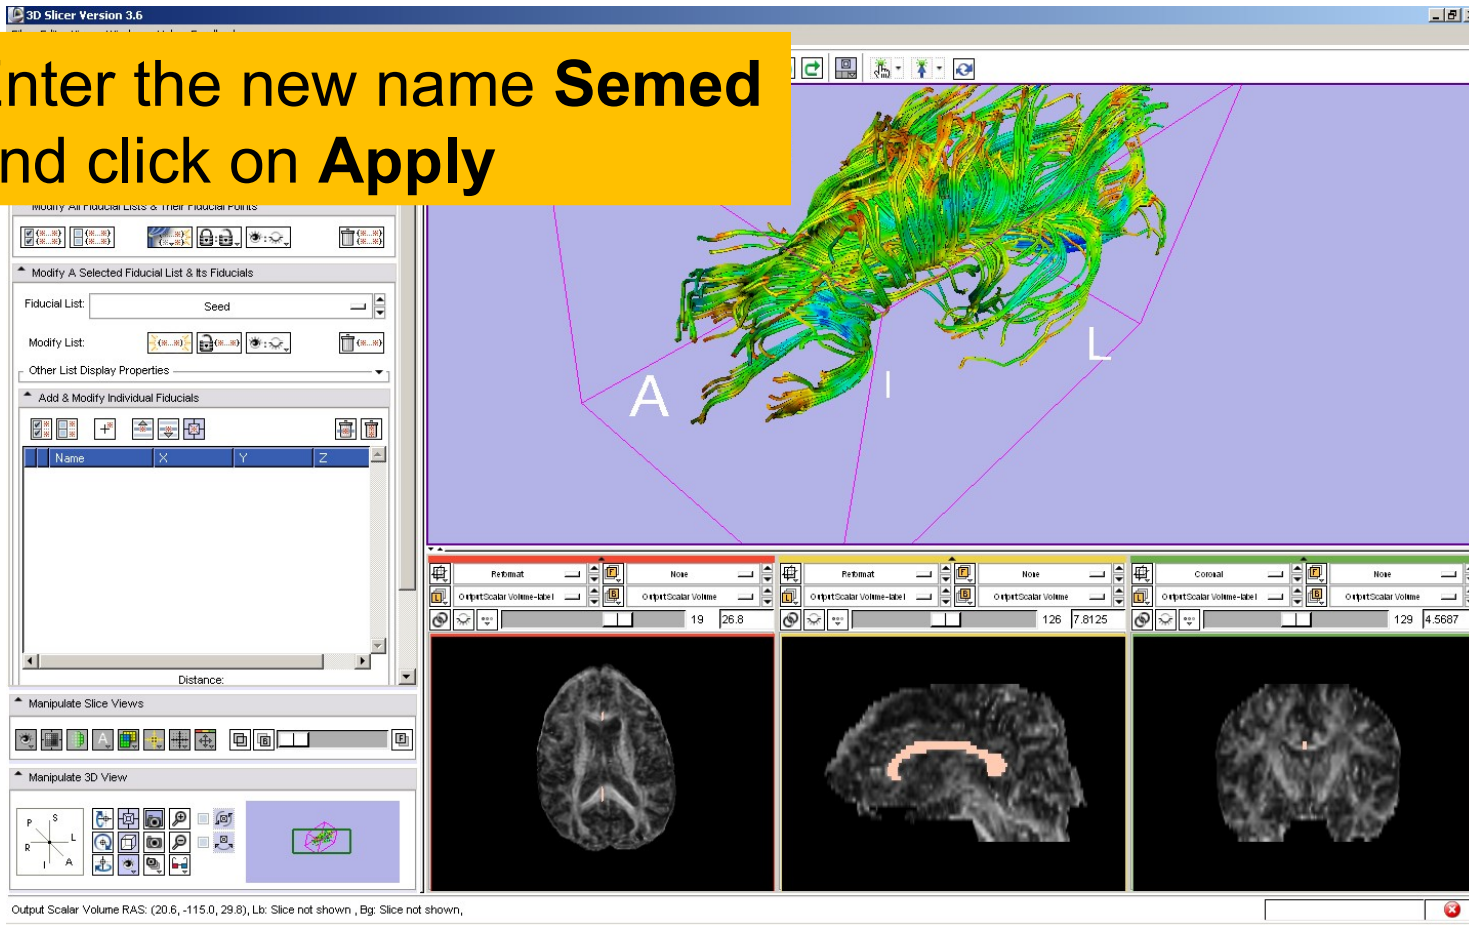 3D Slicer Version 3.6
Enter the new name Semed
and click on Apply
Modify All Fiducial Lists & Their Fiducial Points
Modify A Selected Fiducial List & Its Fiducials
Fiducial List: Seed
Modify List:
Other List Display Properties
Add & Modify Individual Fiducials
Name X Y Z
Distance:
Manipulate Slice Views
Manipulate 3D View
P S
R L
I A
A I L
Reformat None
OutputScalar Volume-label OutputScalar Volume
19 26.8
Reformat None
OutputScalar Volume-label OutputScalar Volume
126 7.8125
Coronal None
OutputScalar Volume-label OutputScalar Volume
129 4.5687
Output Scalar Volume RAS: (20.6, -115.0, 29.8), Lb: Slice not shown , Bg: Slice not shown,